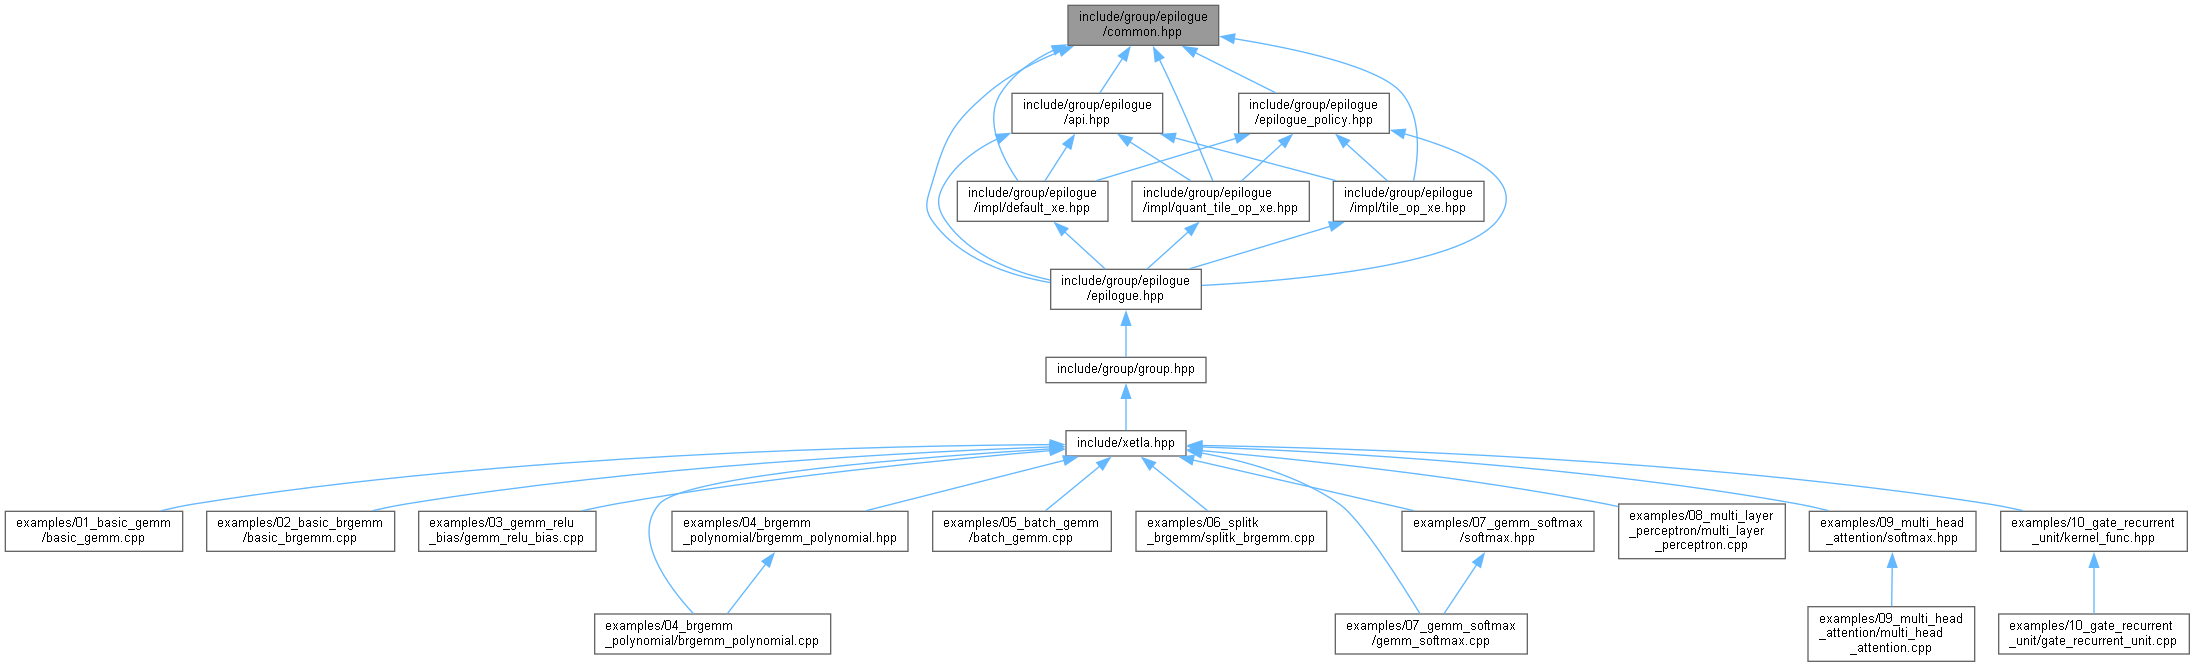 include/group/epilogue
/common.hpp
include/group/epilogue
/api.hpp
include/group/epilogue
/epilogue_policy.hpp
include/group/epilogue
/impl/default_xe.hpp
include/group/epilogue
/impl/quant_tile_op_xe.hpp
include/group/epilogue
/impl/tile_op_xe.hpp
include/group/epilogue
/epilogue.hpp
include/group/group.hpp
include/xetla.hpp
examples/01_basic_gemm
/basic_gemm.cpp
examples/02_basic_brgemm
/basic_brgemm.cpp
examples/03_gemm_relu
_bias/gemm_relu_bias.cpp
examples/04_brgemm
_polynomial/brgemm_polynomial.hpp
examples/05_batch_gemm
/batch_gemm.cpp
examples/06_splitk
_brgemm/splitk_brgemm.cpp
examples/07_gemm_softmax
/softmax.hpp
examples/08_multi_layer
_perceptron/multi_layer
_perceptron.cpp
examples/09_multi_head
_attention/softmax.hpp
examples/10_gate_recurrent
_unit/kernel_func.hpp
examples/04_brgemm
_polynomial/brgemm_polynomial.cpp
examples/07_gemm_softmax
/gemm_softmax.cpp
examples/09_multi_head
_attention/multi_head
_attention.cpp
examples/10_gate_recurrent
_unit/gate_recurrent_unit.cpp